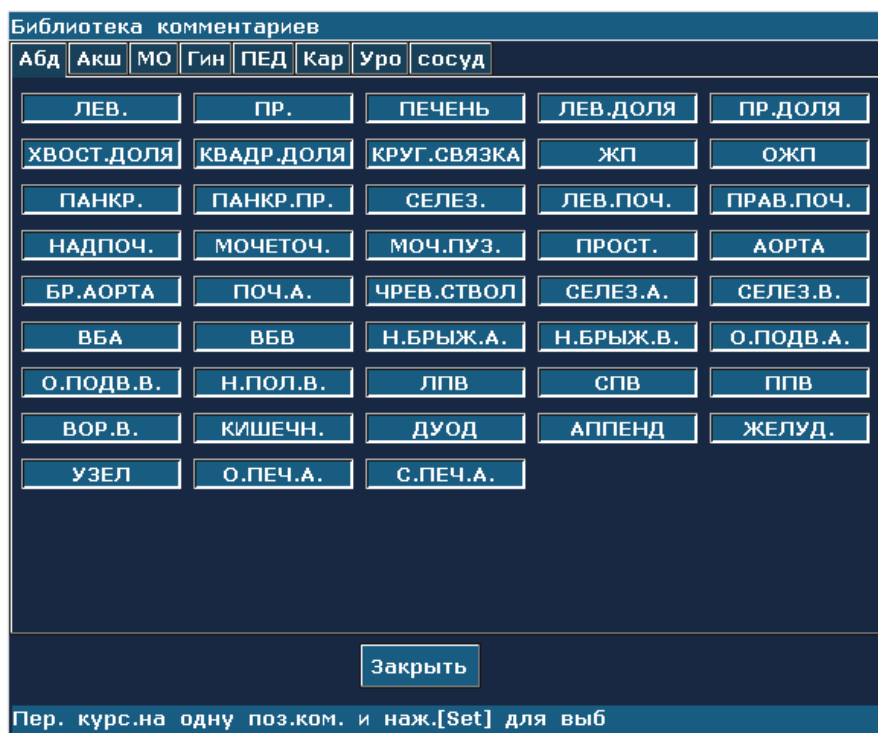 Библиотека комментариев
Абд Акш МО Гин ПЕД Кар Уро сосуд
ЛЕВ. ПР. ПЕЧЕНЬ ЛЕВ.ДОЛЯ ПР.ДОЛЯ
ХВОСТ.ДОЛЯ КВАДР.ДОЛЯ КРУГ.СВЯЗКА ЖП ОЖП
ПАНКР. ПАНКР.ПР. СЕЛЕЗ. ЛЕВ.ПОЧ. ПРАВ.ПОЧ.
НАДПОЧ. МОЧЕТОЧ. МОЧ.ПУЗ. ПРОСТ. АОРТА
БР.АОРТА ПОЧ.А. ЧРЕВ.СТВОЛ СЕЛЕЗ.А. СЕЛЕЗ.В.
ВБА ВБВ Н.БРЫЖ.А. Н.БРЫЖ.В. О.ПОДВ.А.
О.ПОДВ.В. Н.ПОЛ.В. ЛПВ СПВ ППВ
ВОР.В. КИШЕЧН. ДУОД АППЕНД ЖЕЛУД.
УЗЕЛ О.ПЕЧ.А. С.ПЕЧ.А.
Закрыть
Пер. курс.на одну поз.ком. и наж.[Set] для выб